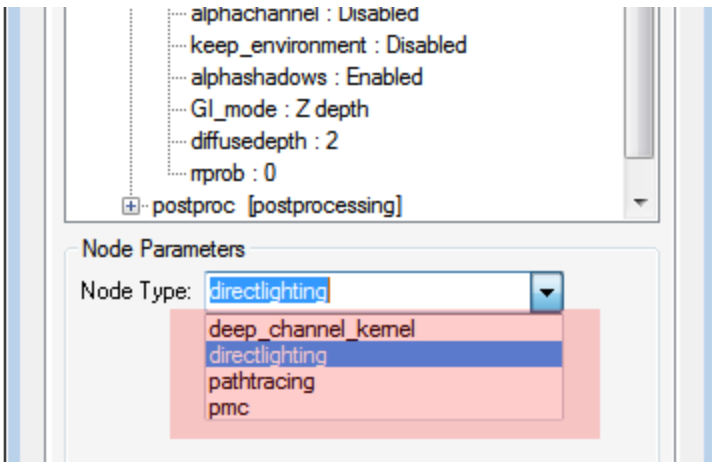 alphachannel : Disabled
keep_environment : Disabled
alphashadows : Enabled
GI_mode : Z depth
diffusedepth : 2
rrprob : 0
postproc [postprocessing]
Node Parameters
Node Type: directlighting
deep_channel_kernel
directlighting
pathtracing
pmc